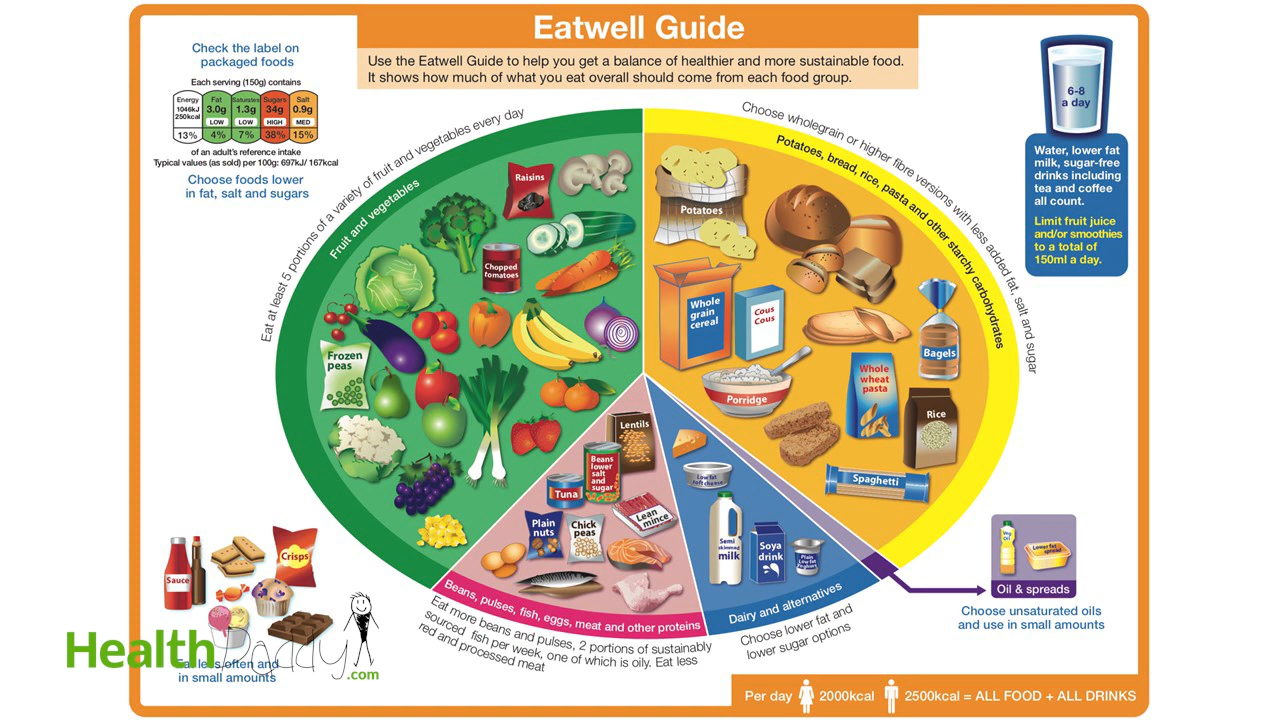 Eatwell Guide
Use the Eatwell Guide to help you get a balance of healthier and more sustainable food.
It shows how much of what you eat overall should come from each food group.
Check the label on
packaged foods
Each serving (150g) contains
Energy
1046kJ
250kcal
13%
Fat
3.0g
LOW
4%
Saturates
1.3g
LOW
7%
Sugars
34g
HIGH
38%
Salt
0.9g
MED
15%
of an adult's reference intake
Typical values (as sold) per 100g: 697kJ/ 167kcal
Choose foods lower
in fat, salt and sugars
6-8
a day
Water, lower fat
milk, sugar-free
drinks including
tea and coffee
all count.
Limit fruit juice
and/or smoothies
to a total of
150ml a day.
Eat at least 5 portions of a variety of fruit and vegetables every day
Fruit and vegetables
Raisins
Chopped
tomatoes
Frozen
peas
Choose wholegrain or higher fibre versions with less added fat, salt and sugar
Potatoes, bread, rice, pasta and other starchy carbohydrates
Potatoes
Whole
grain
cereal
Cous
Cous
Bagels
Porridge
Whole
wheat
pasta
Rice
Spaghetti
Lentils
Beans
lower
salt
and
sugar
Tuna
Lean
mince
Plain
nuts
Chick
peas
Beans, pulses, fish, eggs, meat and other proteins
Eat more beans and pulses, 2 portions of sustainably
sourced fish per week, one of which is oily. Eat less
red and processed meat
Low fat
soft cheese
Semi
skimmed
milk
Soya
drink
Plain
Low fat
Yoghurt
Dairy and alternatives
Choose lower fat and
lower sugar options
Veg
Oil
Lower fat
spread
Oil & spreads
Choose unsaturated oils
and use in small amounts
Sauce
Crisps
Eat less often and
in small amounts
HealthDaddy
.com
Per day 2000kcal 2500kcal = ALL FOOD + ALL DRINKS